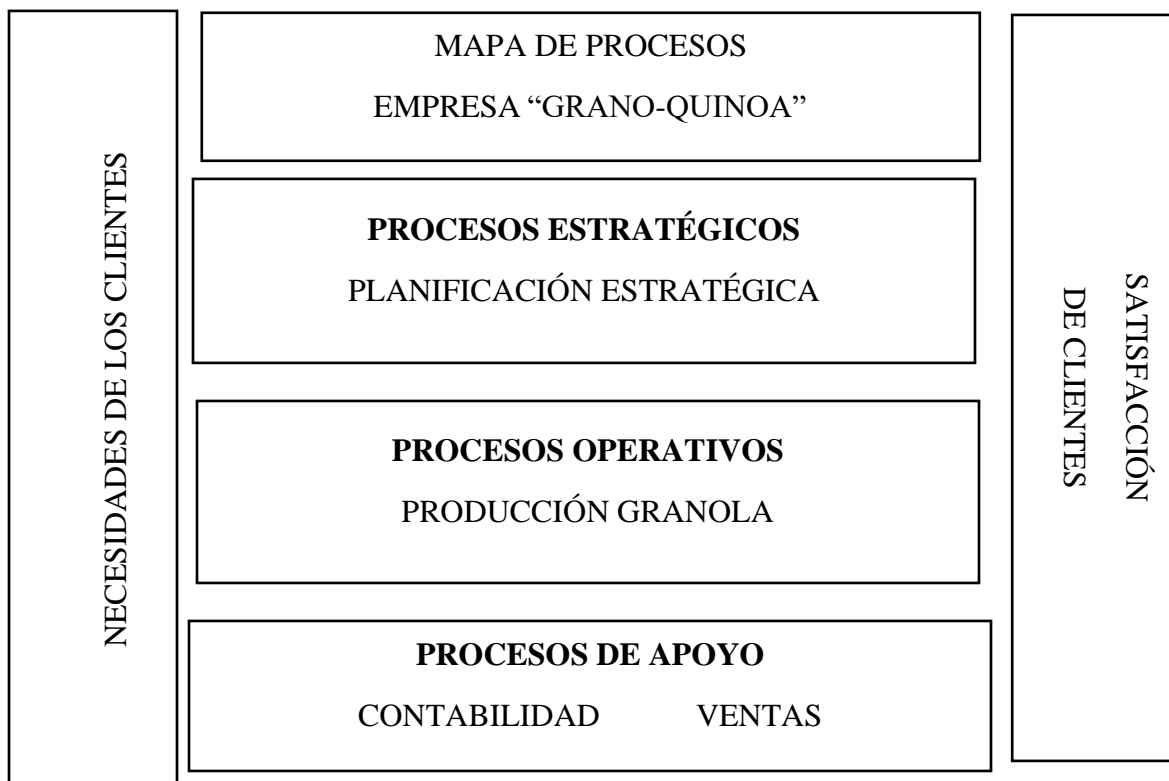 NECESIDADES DE LOS CLIENTES
MAPA DE PROCESOS
EMPRESA “GRANO-QUINOA”
PROCESOS ESTRATÉGICOS
PLANIFICACIÓN ESTRATÉGICA
PROCESOS OPERATIVOS
PRODUCCIÓN GRANOLA
PROCESOS DE APOYO
CONTABILIDAD VENTAS
SATISFACCIÓN
DE CLIENTES